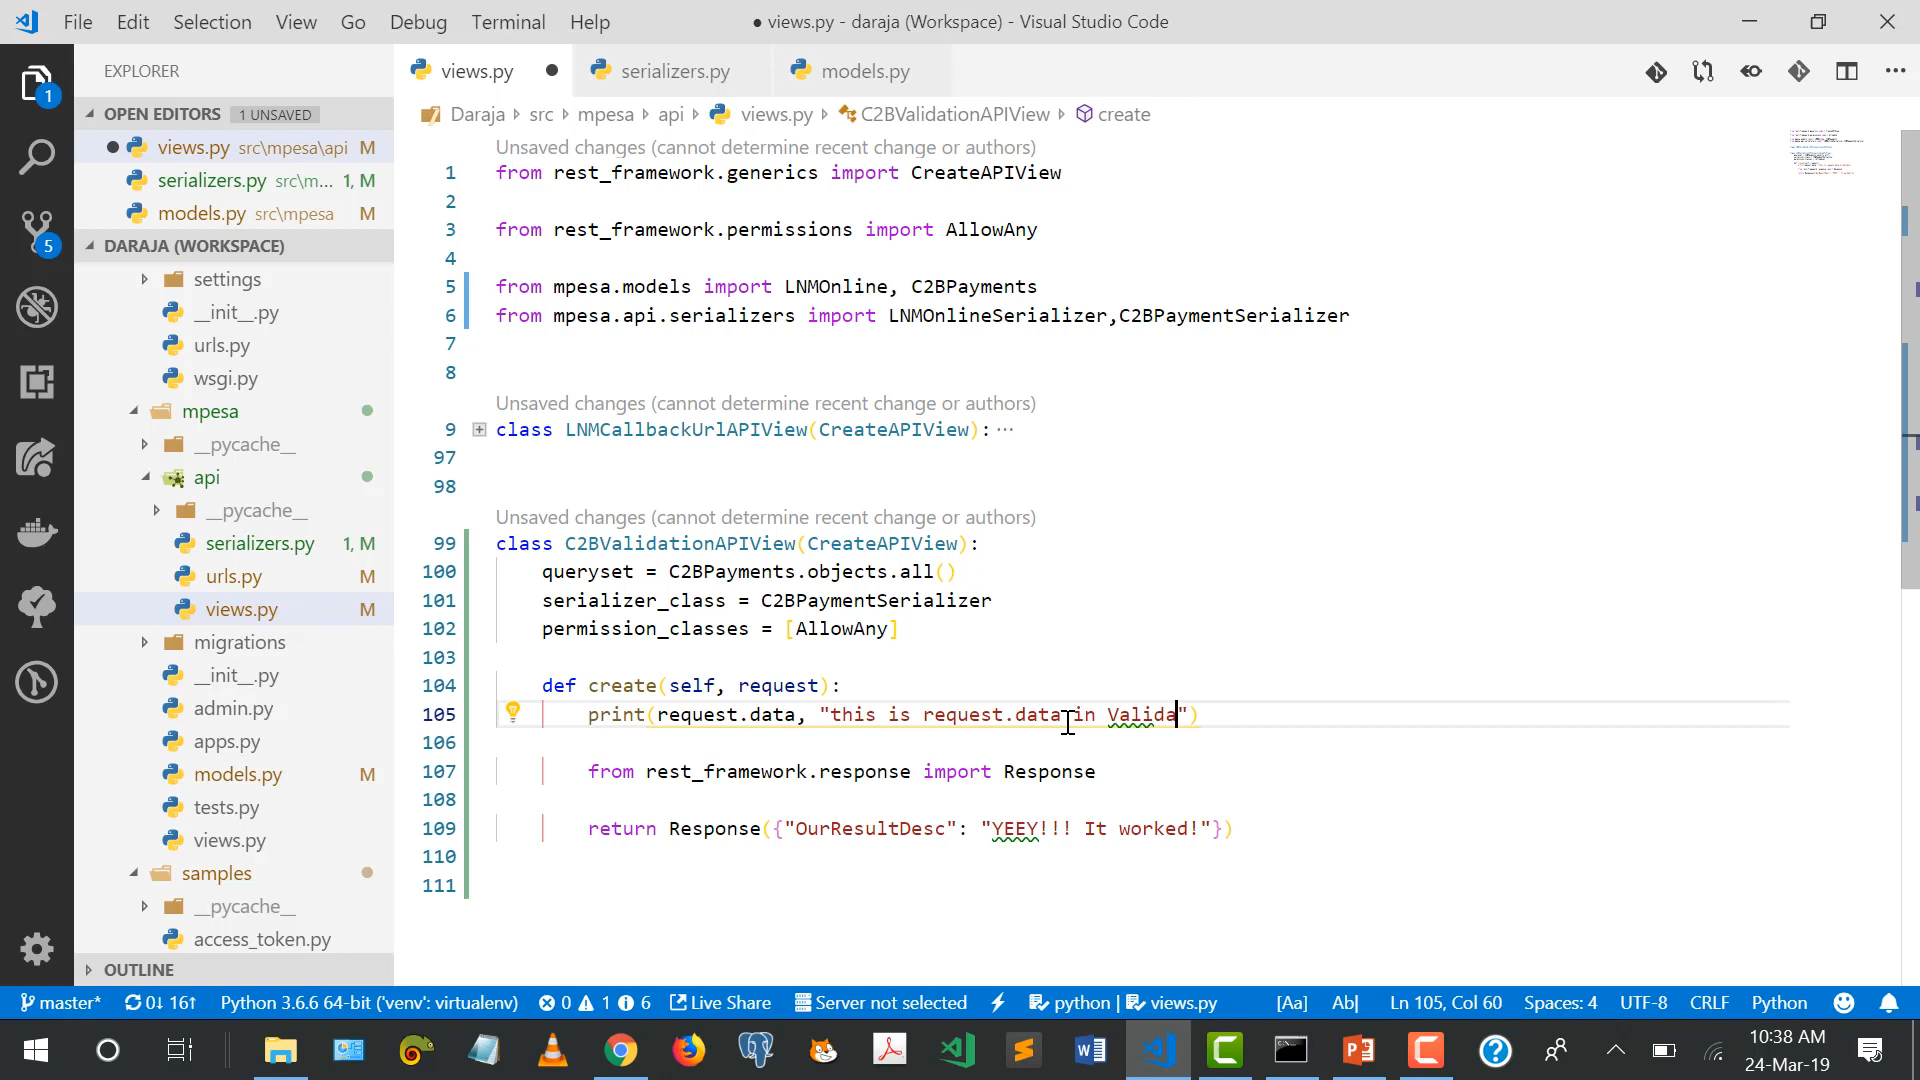 File Edit Selection View Go Debug Terminal Help
● views.py - daraja (Workspace) - Visual Studio Code
EXPLORER
1
OPEN EDITORS 1 UNSAVED
views.py src\mpesa\api M
serializers.py src\m... 1, M
models.py src\mpesa M
5
DARAJA (WORKSPACE)
settings
__init__.py
urls.py
wsgi.py
mpesa
__pycache__
api
__pycache__
serializers.py 1, M
urls.py M
views.py M
migrations
__init__.py
admin.py
apps.py
models.py M
tests.py
views.py
samples
__pycache__
access_token.py
OUTLINE
views.py serializers.py models.py
Daraja src mpesa api views.py C2BValidationAPIView create
Unsaved changes (cannot determine recent change or authors)
1 from rest_framework.generics import CreateAPIView
2
3 from rest_framework.permissions import AllowAny
4
5 from mpesa.models import LNMOnline, C2BPayments
6 from mpesa.api.serializers import LNMOnlineSerializer,C2BPaymentSerializer
7
8
Unsaved changes (cannot determine recent change or authors)
9 class LNMCallbackUrlAPIView(CreateAPIView):...
97
98
Unsaved changes (cannot determine recent change or authors)
99 class C2BValidationAPIView(CreateAPIView):
100 queryset = C2BPayments.objects.all()
101 serializer_class = C2BPaymentSerializer
102 permission_classes = [AllowAny]
103
104 def create(self, request):
105 print(request.data, "this is request.data in Valida")
106
107 from rest_framework.response import Response
108
109 return Response({"OurResultDesc": "YEEY!!! It worked!"})
110
111
master* 0↓ 16↑ Python 3.6.6 64-bit ('venv': virtualenv) 0 1 6 Live Share Server not selected python | views.py [Aa] Ab| Ln 105, Col 60 Spaces: 4 UTF-8 CRLF Python
10:38 AM
24-Mar-19